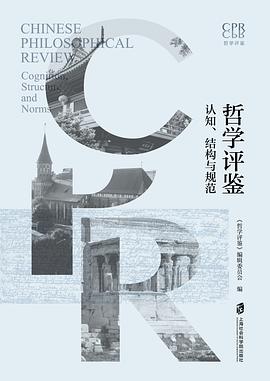 CHINESE
PHILOSOPHICAL
REVIEW
Cognition,
Structure,
and
Norms
CPR
哲学评鉴
哲学评鉴
认知、结构与规范
《哲学评鉴》编辑委员会 编
上海社会科学院出版社
CPR